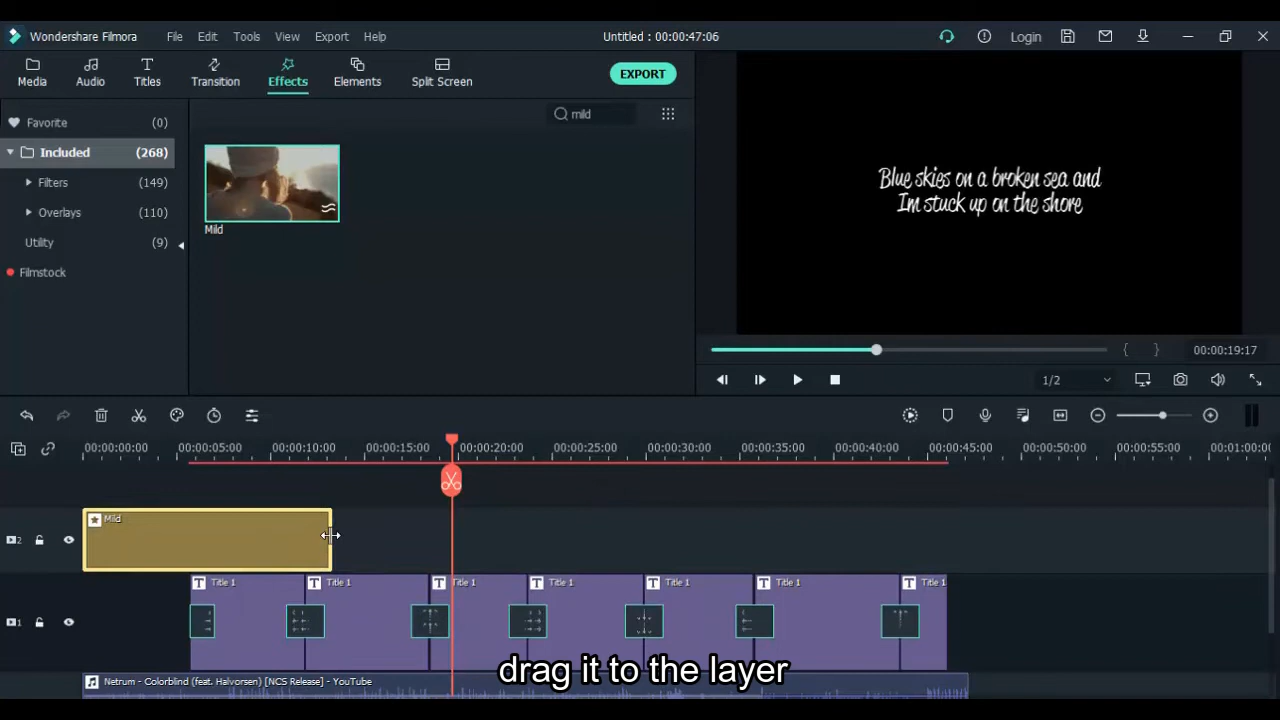 Wondershare Filmora
File
Edit
Tools
View
Export
Help
Untitled : 00:00:47:06
Login
Media
Audio
Titles
Transition
Effects
Elements
Split Screen
EXPORT
Favorite (0)
Included (268)
Filters (149)
Overlays (110)
Utility (9)
Filmstock
mild
Mild
Blue skies on a broken sea and
Im stuck up on the shore
{ }
00:00:19:17
1/2
00:00:00:00
00:00:05:00
00:00:10:00
00:00:15:00
00:00:20:00
00:00:25:00
00:00:30:00
00:00:35:00
00:00:40:00
00:00:45:00
00:00:50:00
00:00:55:00
00:01:00:00
2
Mild
1
T Title 1
T Title 1
T Title 1
T Title 1
T Title 1
T Title 1
T Title 1
drag it to the layer
Netrum - Colorblind (feat. Halvorsen) [NCS Release] - YouTube